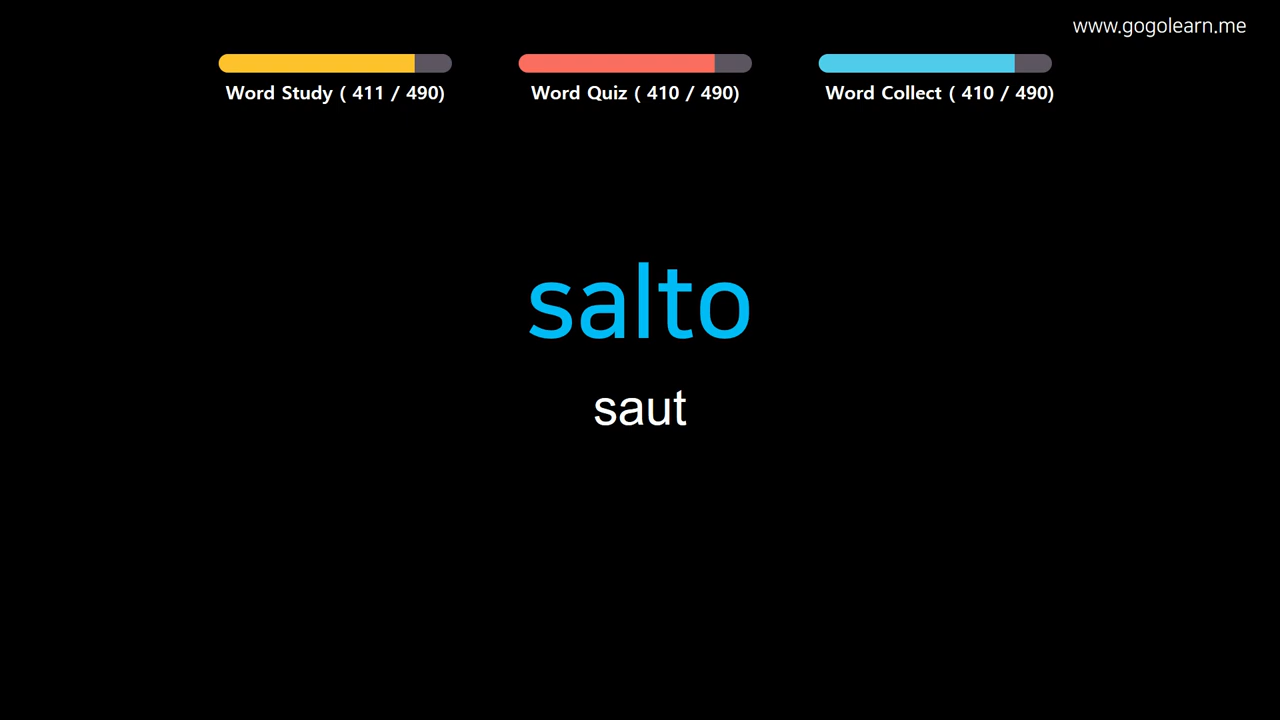 www.gogolearn.me
Word Study ( 411 / 490)
Word Quiz ( 410 / 490)
Word Collect ( 410 / 490)
salto
saut